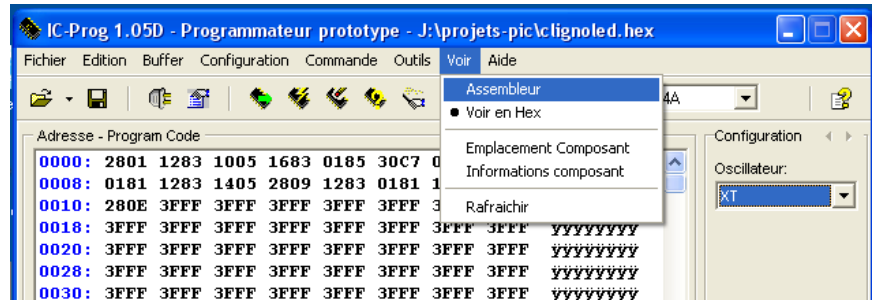 IC-Prog 1.05D - Programmateur prototype - J:\projets-pic\clignoled.hex
Fichier Edition Buffer Configuration Commande Outils Voir Aide
Assembleur
Voir en Hex
Emplacement Composant
Informations composant
Rafraichir
4A
Adresse - Program Code
0000: 2801 1283 1005 1683 0185 30C7
0008: 0181 1283 1405 2809 1283 0181
0010: 280E 3FFF 3FFF 3FFF 3FFF 3FFF
0018: 3FFF 3FFF 3FFF 3FFF 3FFF 3FFF 3FFF 3FFF ÿÿÿÿÿÿÿÿ
0020: 3FFF 3FFF 3FFF 3FFF 3FFF 3FFF 3FFF 3FFF ÿÿÿÿÿÿÿÿ
0028: 3FFF 3FFF 3FFF 3FFF 3FFF 3FFF 3FFF 3FFF ÿÿÿÿÿÿÿÿ
0030: 3FFF 3FFF 3FFF 3FFF 3FFF 3FFF 3FFF 3FFF ÿÿÿÿÿÿÿÿ
Configuration
Oscillateur:
XT